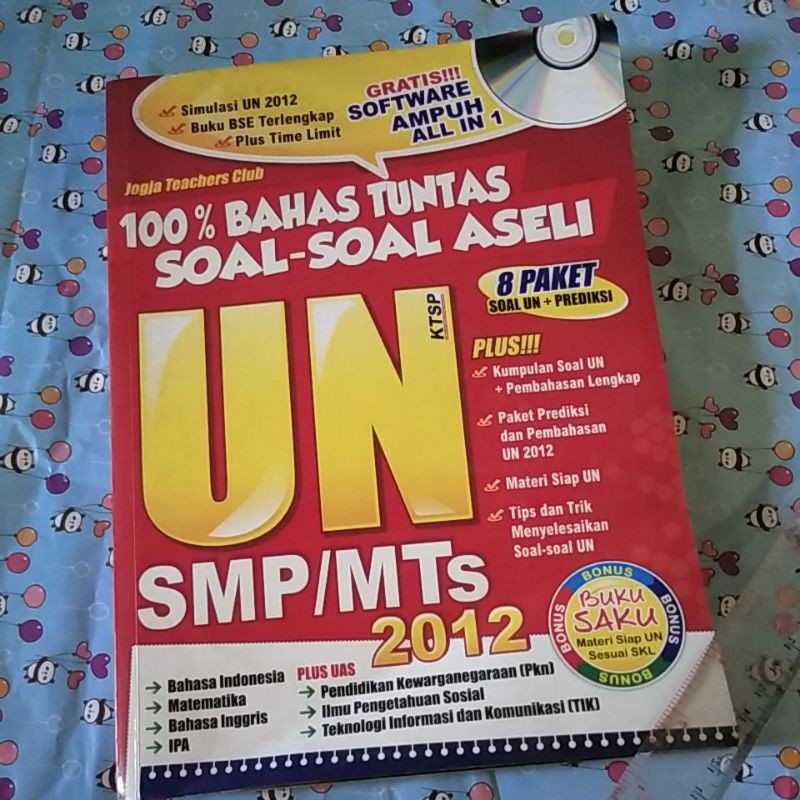 Simulasi UN 2012
Buku BSE Terlengkap
Plus Time Limit
GRATIS!!!
SOFTWARE
AMPUH
ALL IN 1
Jogja Teachers Club
100% BAHAS TUNTAS
SOAL-SOAL ASELI
UN
KTSP
8 PAKET
SOAL UN + PREDIKSI
PLUS!!!
Kumpulan Soal UN
+ Pembahasan Lengkap
Paket Prediksi
dan Pembahasan
UN 2012
Materi Siap UN
Tips dan Trik
Menyelesaikan
Soal-soal UN
SMP/MTs
2012
BONUS
BONUS
BONUS
BONUS
BUKU
SAKU
Materi Siap UN
Sesuai SKL
Bahasa Indonesia
Matematika
Bahasa Inggris
IPA
PLUS UAS
Pendidikan Kewarganegaraan (Pkn)
Ilmu Pengetahuan Sosial
Teknologi Informasi dan Komunikasi (TIK)